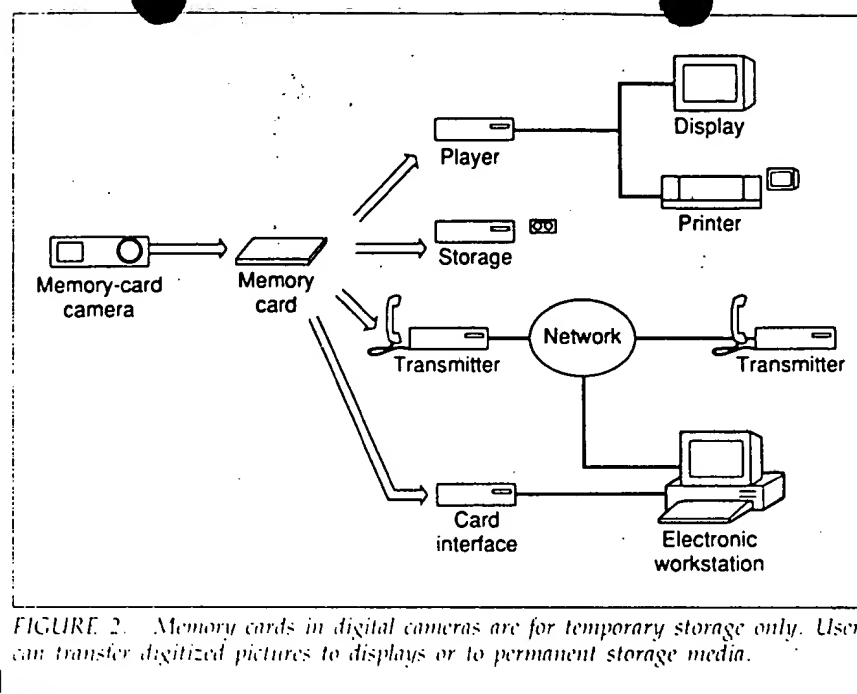 Display
Player
Printer
Storage
Memory-card
camera
Memory
card
Network
Transmitter
Transmitter
Card
interface
Electronic
workstation
FIGURE 2. Memory cards in digital cameras are for temporary storage only. User
can transfer digitized pictures to displays or to permanent storage media.